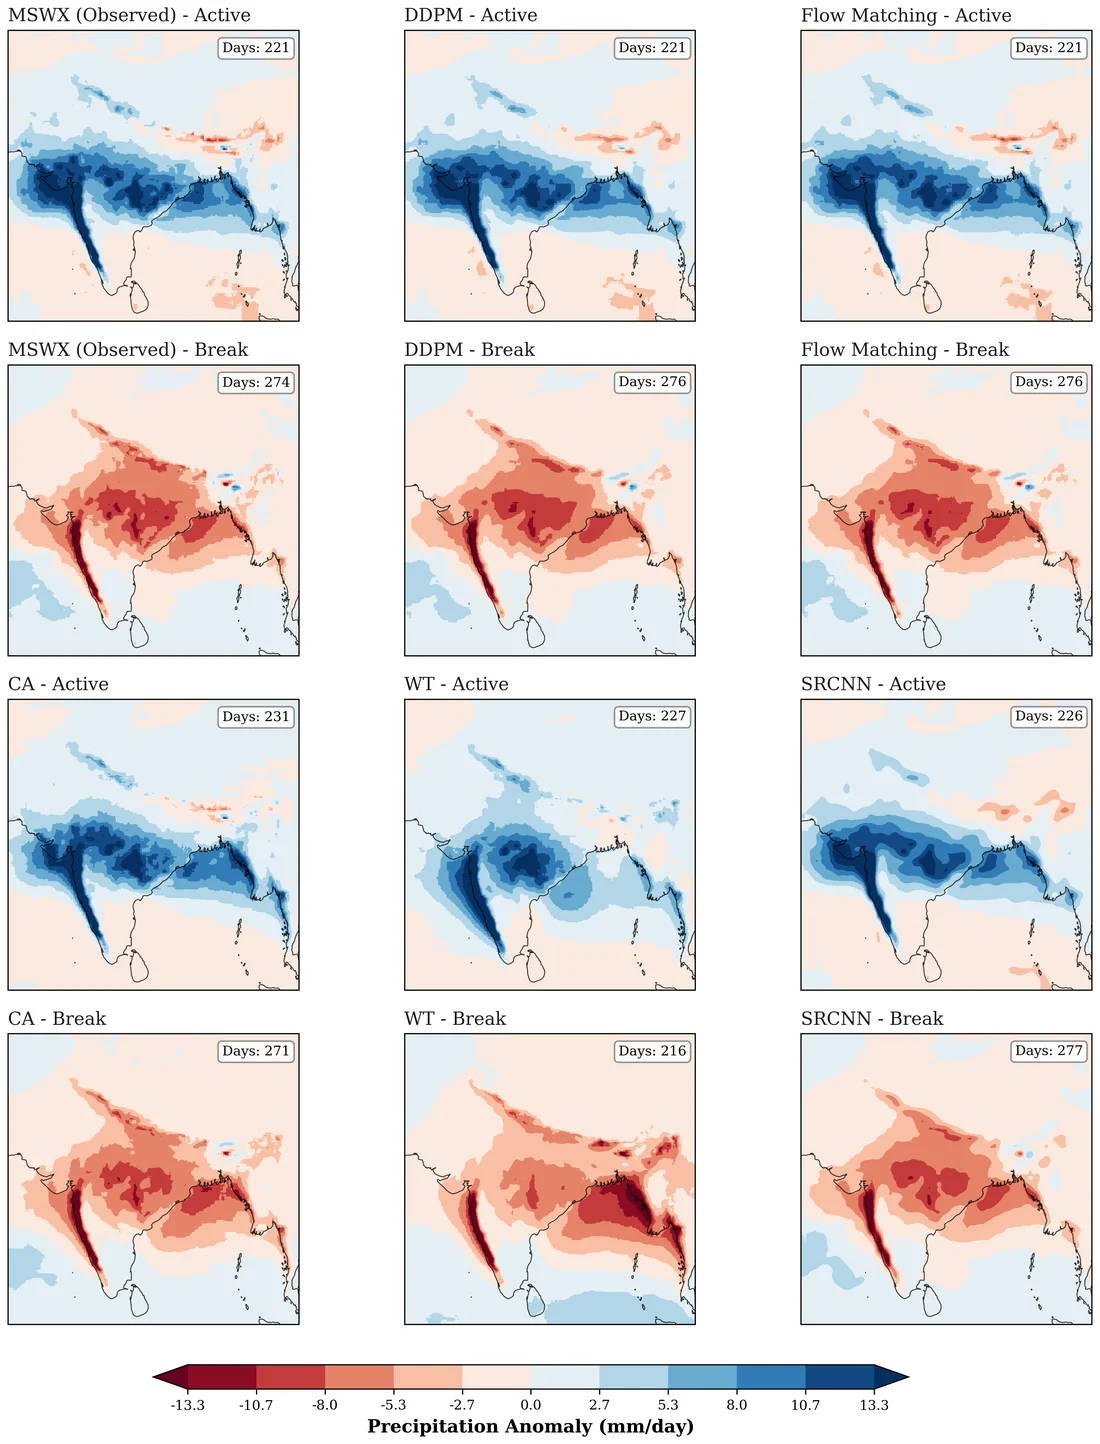 MSWX (Observed) - Active
DDPM - Active
Flow Matching - Active
Days: 221
Days: 221
Days: 221
MSWX (Observed) - Break
DDPM - Break
Flow Matching - Break
Days: 274
Days: 276
Days: 276
CA - Active
WT - Active
SRCNN - Active
Days: 231
Days: 227
Days: 226
CA - Break
WT - Break
SRCNN - Break
Days: 271
Days: 216
Days: 277
-13.3 -10.7 -8.0 -5.3 -2.7 0.0 2.7 5.3 8.0 10.7 13.3
Precipitation Anomaly (mm/day)